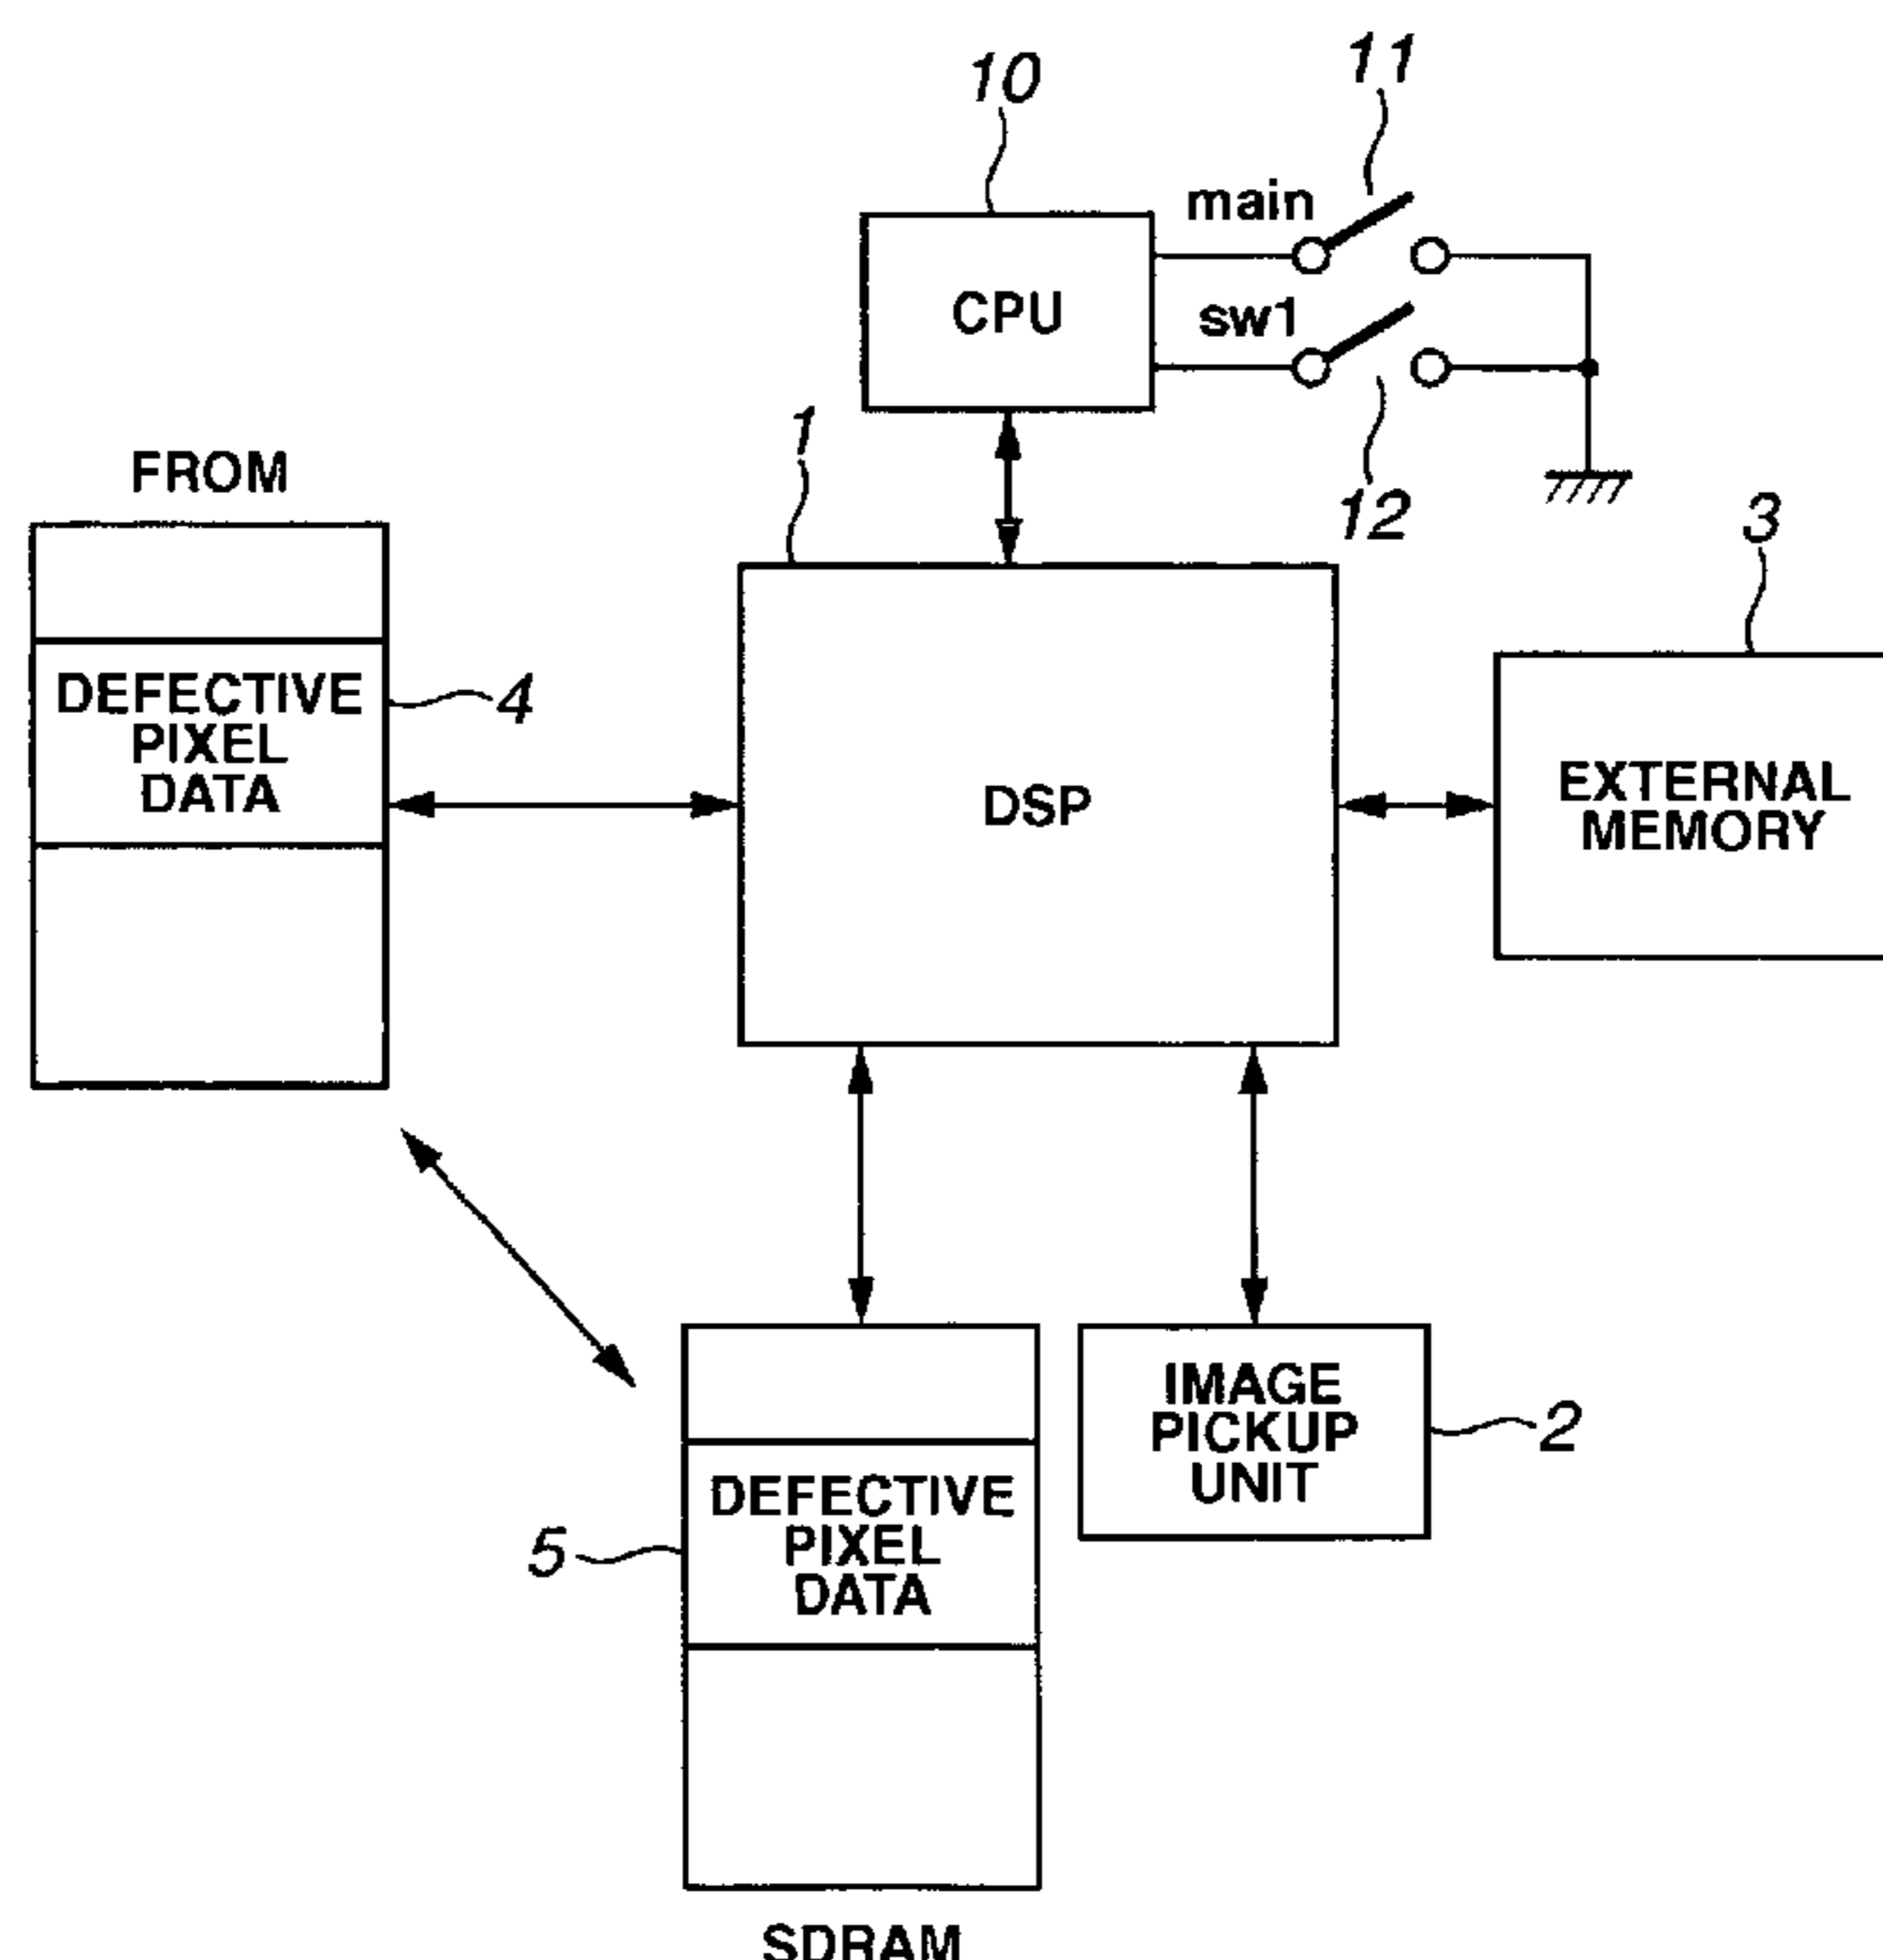 10
11
main
CPU
sw1
1
12
FROM
3
DEFECTIVE
PIXEL
DATA
4
DSP
EXTERNAL
MEMORY
IMAGE
PICKUP
UNIT
2
DEFECTIVE
PIXEL
DATA
5
SDRAM